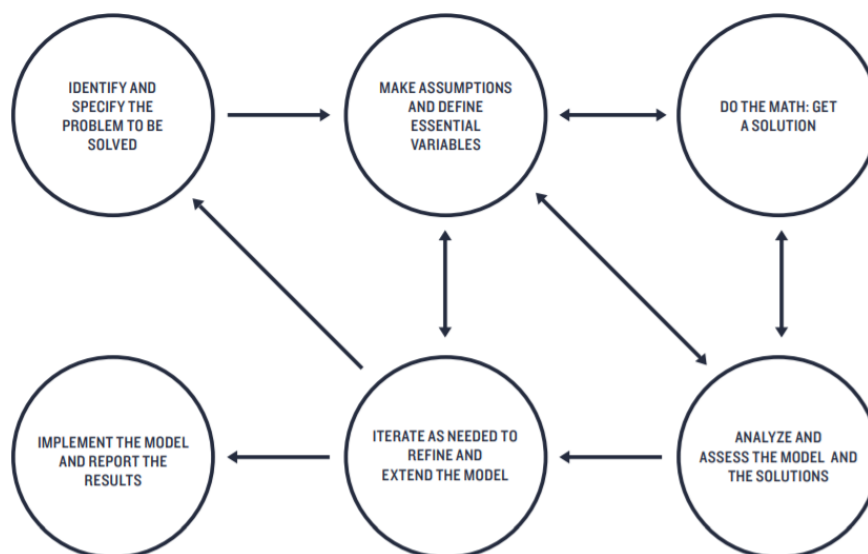 IDENTIFY AND
SPECIFY THE
PROBLEM TO BE
SOLVED
MAKE ASSUMPTIONS
AND DEFINE
ESSENTIAL
VARIABLES
DO THE MATH: GET
A SOLUTION
IMPLEMENT THE MODEL
AND REPORT THE
RESULTS
ITERATE AS NEEDED TO
REFINE AND
EXTEND THE MODEL
ANALYZE AND
ASSESS THE MODEL AND
THE SOLUTIONS